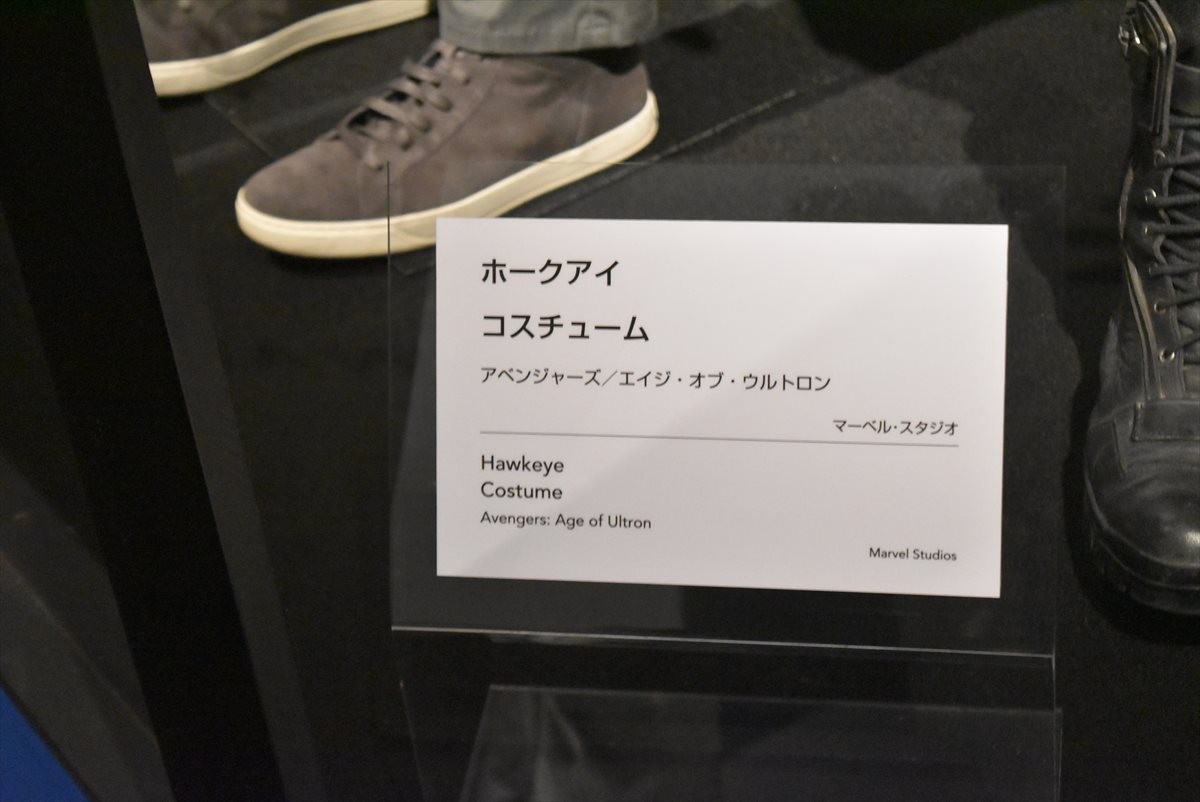 ホークアイ
コスチューム
アベンジャーズ／エイジ・オブ・ウルトロン
マーベル・スタジオ
Hawkeye
Costume
Avengers: Age of Ultron
Marvel Studios